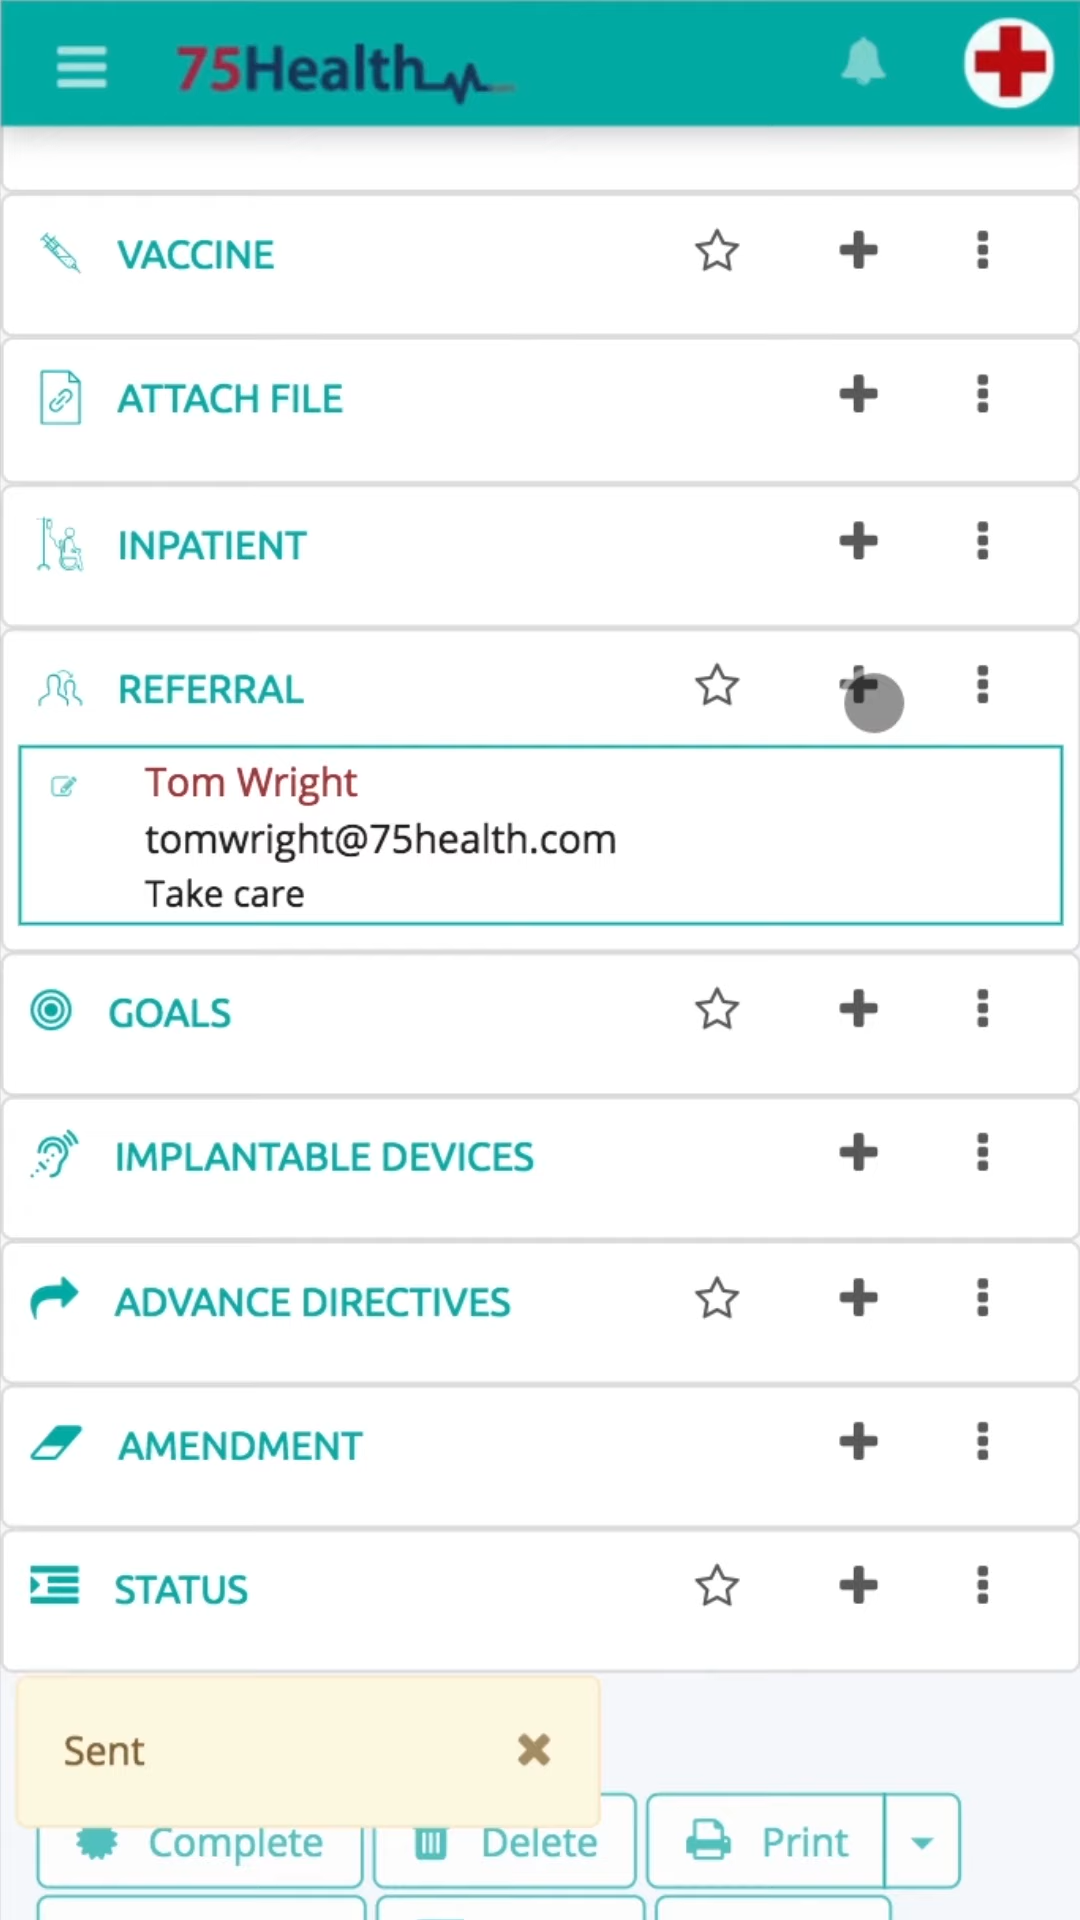 75Health
VACCINE
ATTACH FILE
INPATIENT
REFERRAL
Tom Wright
tomwright@75health.com
Take care
GOALS
IMPLANTABLE DEVICES
ADVANCE DIRECTIVES
AMENDMENT
STATUS
Sent
Complete Delete Print